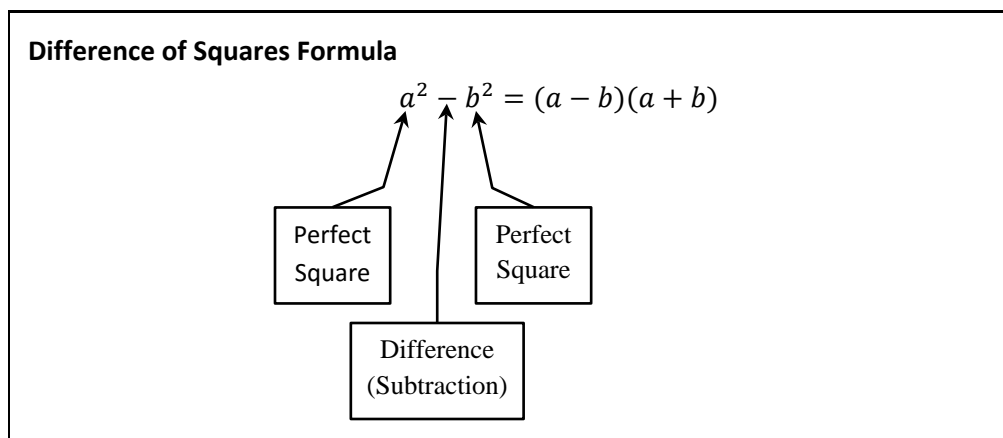 Difference of Squares Formula
𝑎² − 𝑏² = (𝑎 − 𝑏)(𝑎 + 𝑏)
Perfect
Square
Perfect
Square
Difference
(Subtraction)